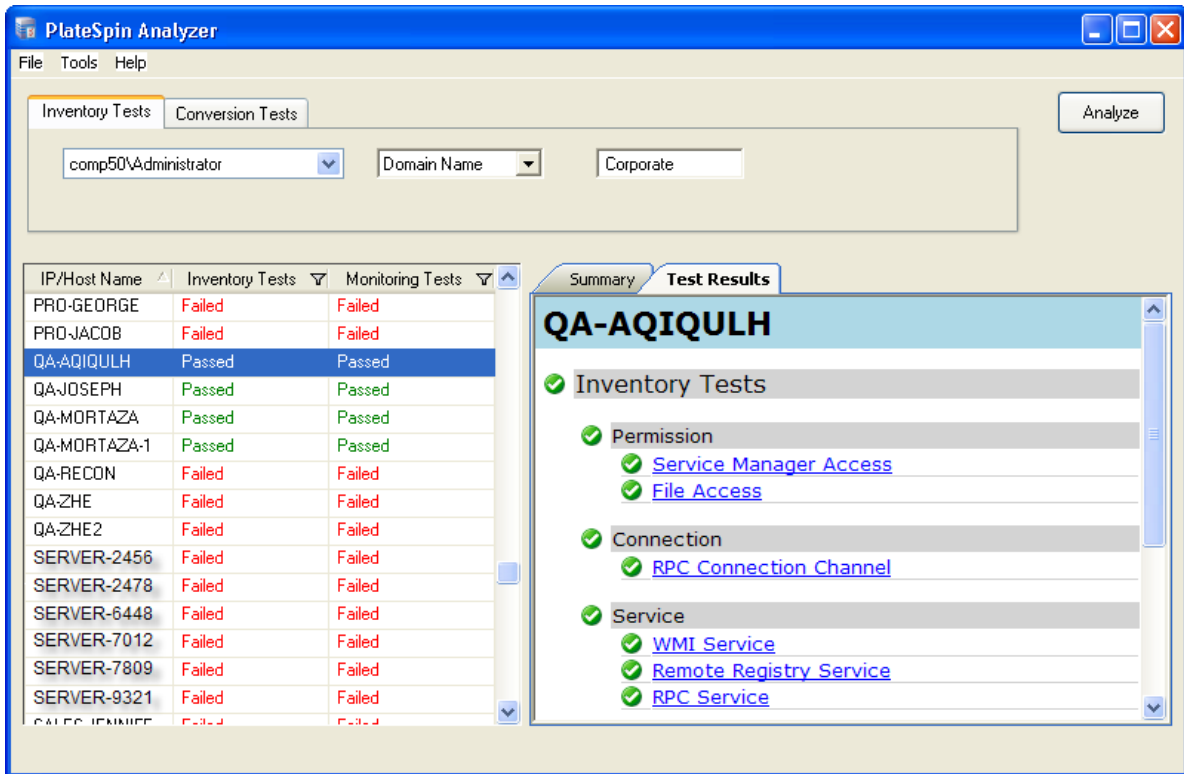 PlateSpin Analyzer
File Tools Help
Inventory Tests Conversion Tests
Analyze
comp50\Administrator Domain Name Corporate
IP/Host Name Inventory Tests Monitoring Tests
PRO-GEORGE Failed Failed
PRO-JACOB Failed Failed
QA-AQIQULH Passed Passed
QA-JOSEPH Passed Passed
QA-MORTAZA Passed Passed
QA-MORTAZA-1 Passed Passed
QA-RECON Failed Failed
QA-ZHE Failed Failed
QA-ZHE2 Failed Failed
SERVER-2456 Failed Failed
SERVER-2478 Failed Failed
SERVER-6448 Failed Failed
SERVER-7012 Failed Failed
SERVER-7809 Failed Failed
SERVER-9321 Failed Failed
Failed Failed
Summary Test Results
QA-AQIQULH
Inventory Tests
Permission
Service Manager Access
File Access
Connection
RPC Connection Channel
Service
WMI Service
Remote Registry Service
RPC Service